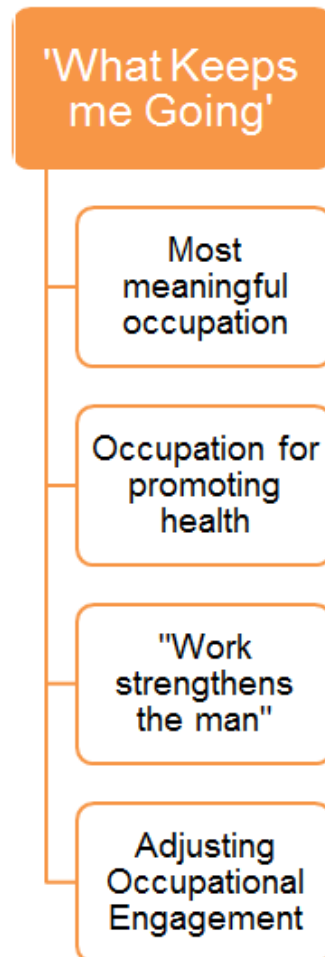 'What Keeps
me Going'
Most
meaningful
occupation
Occupation for
promoting
health
"Work
strengthens
the man"
Adjusting
Occupational
Engagement